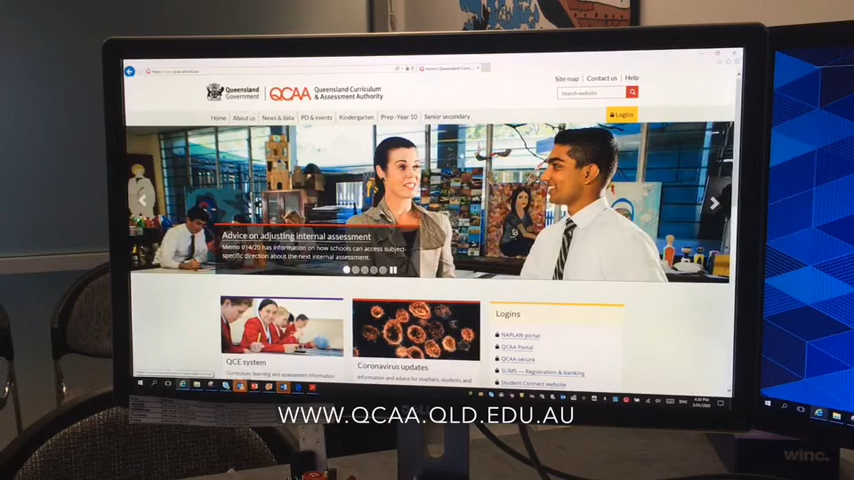 Site map | Contact us | Help
Queensland Government
QCAA
Queensland Curriculum
& Assessment Authority
Search website
Home
About us
News & data
PD & events
Kindergarten
Prep–Year 10
Senior secondary
Logins
Advice on adjusting internal assessment
Memo 014/20 has information on how schools can access subject-
specific direction about the next internal assessment.
Logins
NAPLAN portal
QCAA Portal
QCAA secure
SLIMS — Registration & banking
Student Connect website
QCE system
Curriculum, learning and assessment information
Coronavirus updates
Information and advice for teachers, students and
ENG
WWW.QCAA.QLD.EDU.AU
winc.